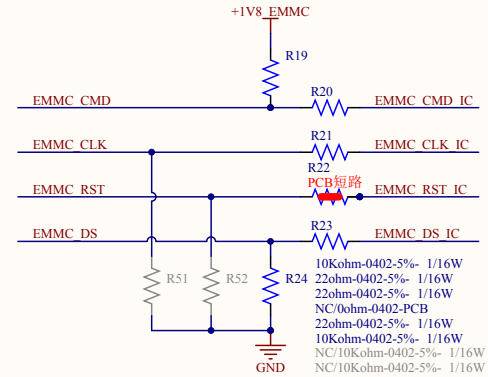 +1V8_EMMC
R19
EMMC_CMD
R20
EMMC_CMD_IC
EMMC_CLK
R21
EMMC_CLK_IC
R22
PCB短路
EMMC_RST
EMMC_RST_IC
EMMC_DS
R23
EMMC_DS_IC
R51
R52
R24
10Kohm-0402-5%- 1/16W
22ohm-0402-5%- 1/16W
22ohm-0402-5%- 1/16W
NC/0ohm-0402-PCB
22ohm-0402-5%- 1/16W
10Kohm-0402-5%- 1/16W
NC/10Kohm-0402-5%- 1/16W
NC/10Kohm-0402-5%- 1/16W
GND